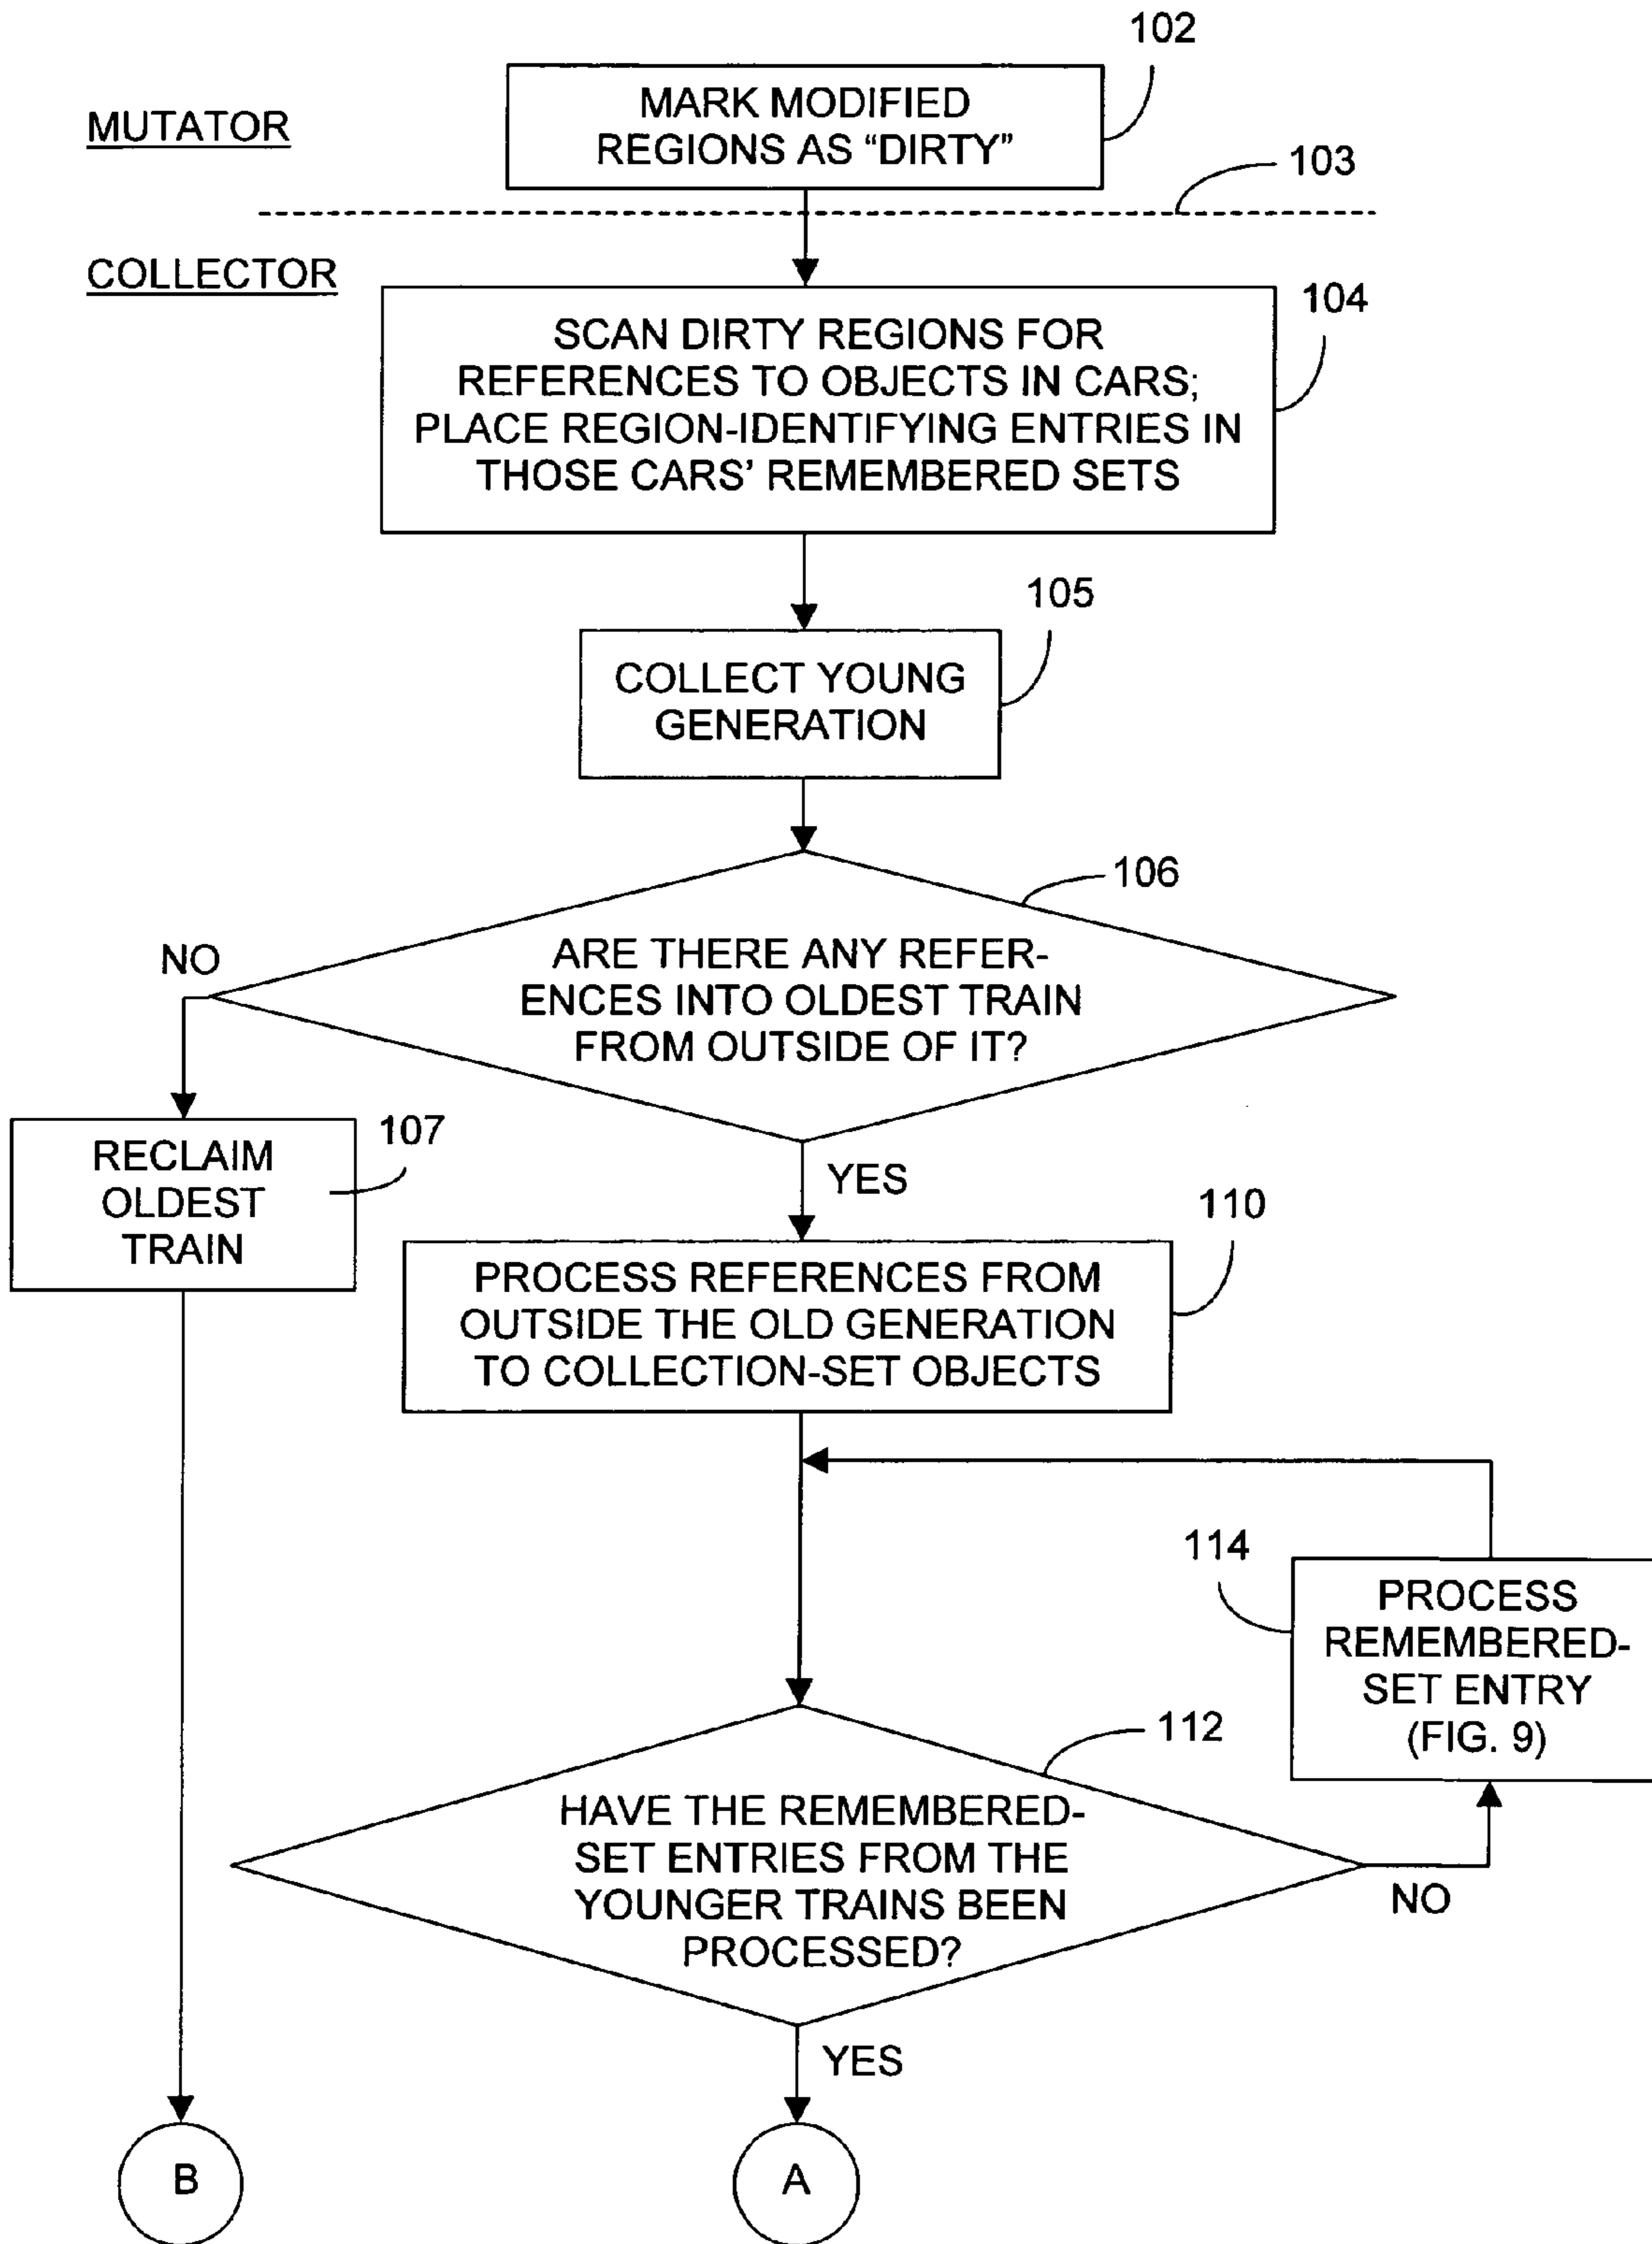 102
MUTATOR
MARK MODIFIED
REGIONS AS “DIRTY”
103
COLLECTOR
104
SCAN DIRTY REGIONS FOR
REFERENCES TO OBJECTS IN CARS;
PLACE REGION-IDENTIFYING ENTRIES IN
THOSE CARS’ REMEMBERED SETS
105
COLLECT YOUNG
GENERATION
106
ARE THERE ANY REFER-
ENCES INTO OLDEST TRAIN
FROM OUTSIDE OF IT?
NO
107
RECLAIM
OLDEST
TRAIN
YES
110
PROCESS REFERENCES FROM
OUTSIDE THE OLD GENERATION
TO COLLECTION-SET OBJECTS
114
PROCESS
REMEMBERED-
SET ENTRY
(FIG. 9)
112
HAVE THE REMEMBERED-
SET ENTRIES FROM THE
YOUNGER TRAINS BEEN
PROCESSED?
NO
YES
B
A